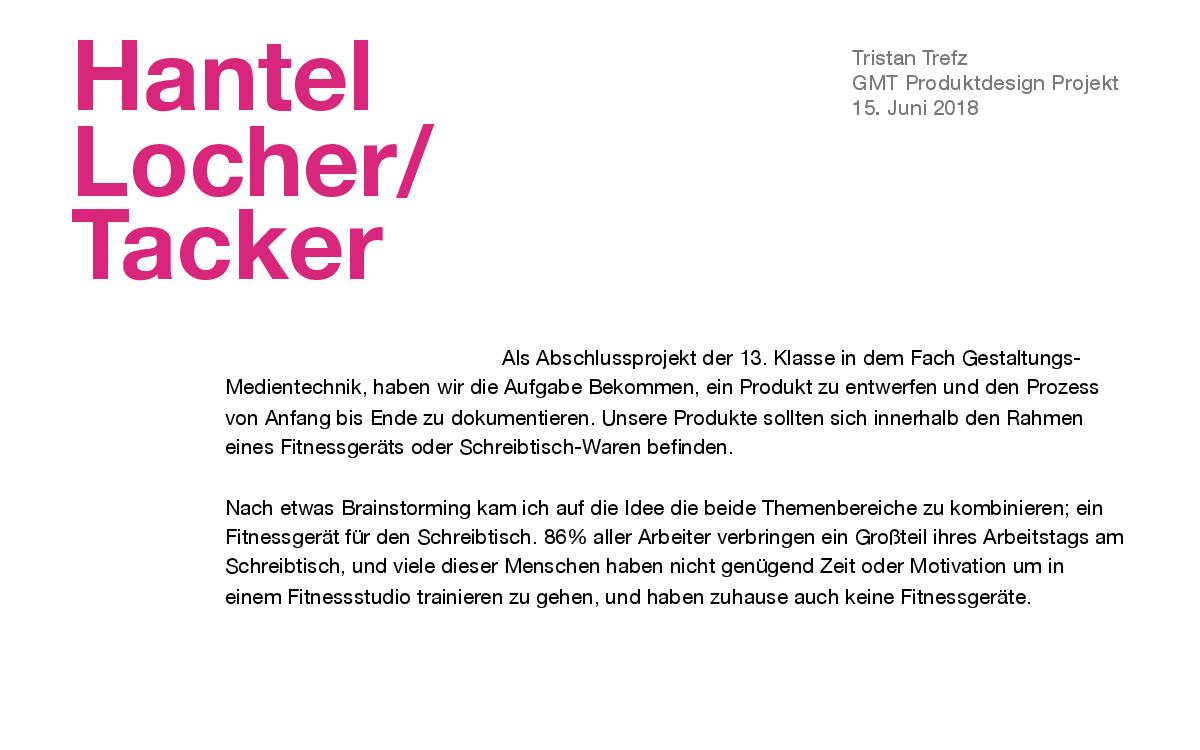 Hantel
Locher/
Tacker
Tristan Trefz
GMT Produktdesign Projekt
15. Juni 2018
Als Abschlussprojekt der 13. Klasse in dem Fach Gestaltungs-
Medientechnik, haben wir die Aufgabe Bekommen, ein Produkt zu entwerfen und den Prozess
von Anfang bis Ende zu dokumentieren. Unsere Produkte sollten sich innerhalb den Rahmen
eines Fitnessgeräts oder Schreibtisch-Waren befinden.
Nach etwas Brainstorming kam ich auf die Idee die beide Themenbereiche zu kombinieren; ein
Fitnessgerät für den Schreibtisch. 86% aller Arbeiter verbringen ein Großteil ihres Arbeitstags am
Schreibtisch, und viele dieser Menschen haben nicht genügend Zeit oder Motivation um in
einem Fitnessstudio trainieren zu gehen, und haben zuhause auch keine Fitnessgeräte.